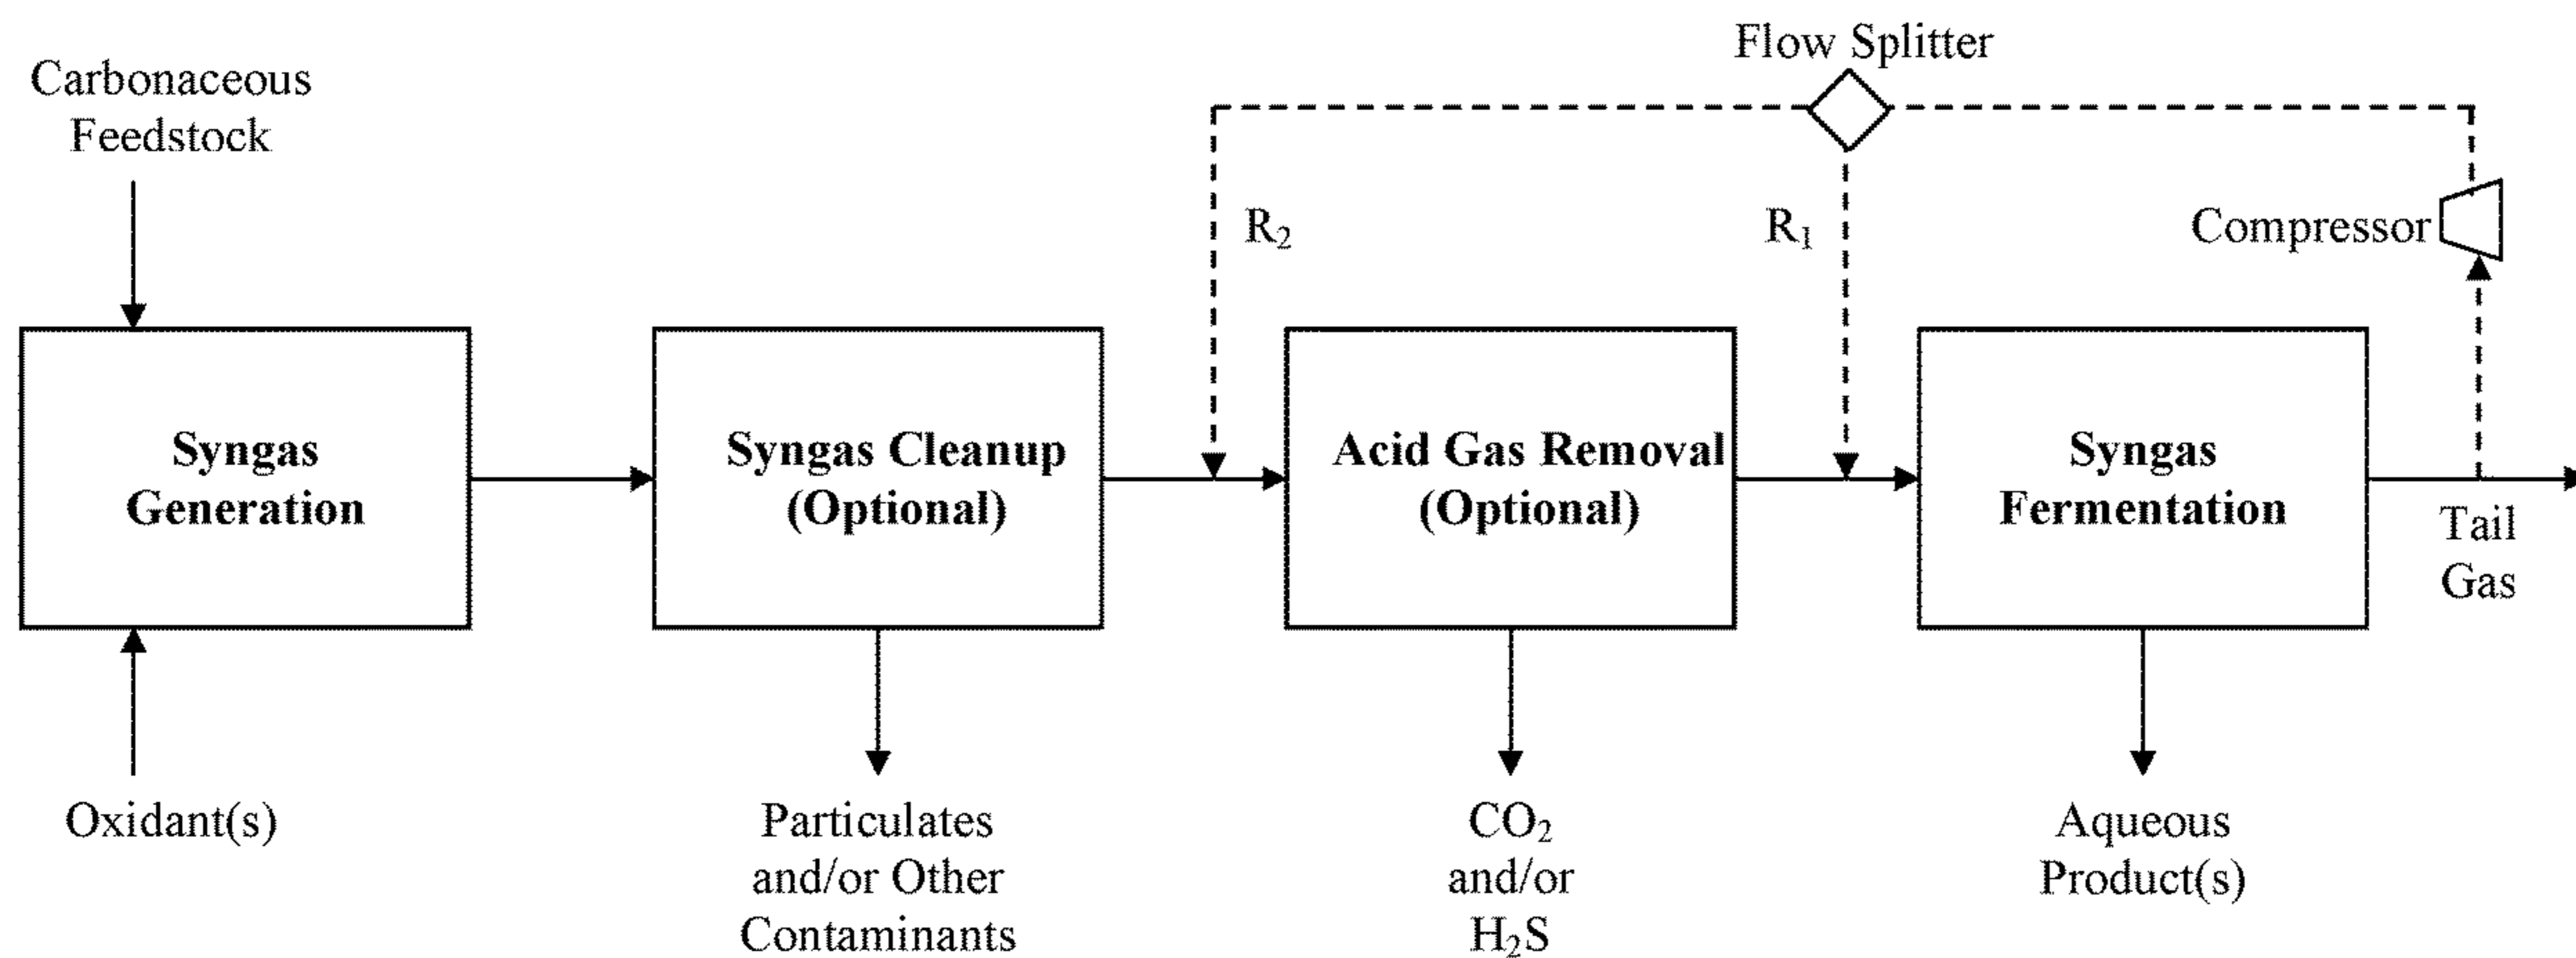 Flow Splitter
Carbonaceous
Feedstock
R₂
R₁
Compressor
Syngas
Generation
Syngas Cleanup
(Optional)
Acid Gas Removal
(Optional)
Syngas
Fermentation
Tail
Gas
Oxidant(s)
Particulates
and/or Other
Contaminants
CO₂
and/or
H₂S
Aqueous
Product(s)